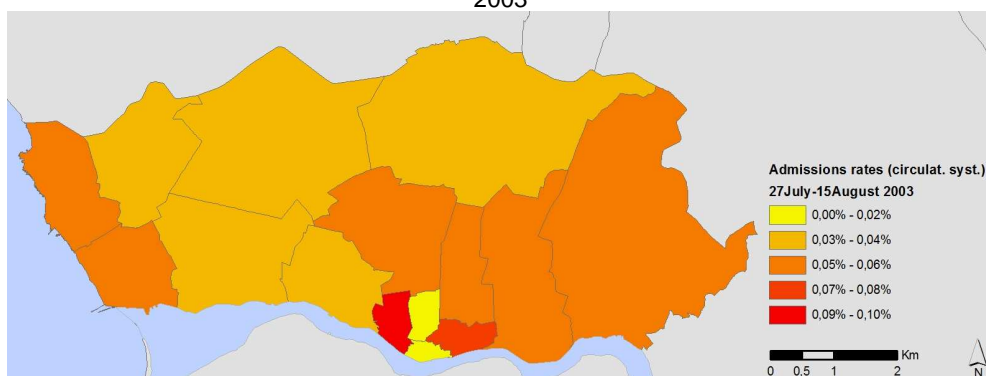 2003
Admissions rates (circulat. syst.)
27July-15August 2003
0,00% - 0,02%
0,03% - 0,04%
0,05% - 0,06%
0,07% - 0,08%
0,09% - 0,10%
Km
0 0.5 1 2
N